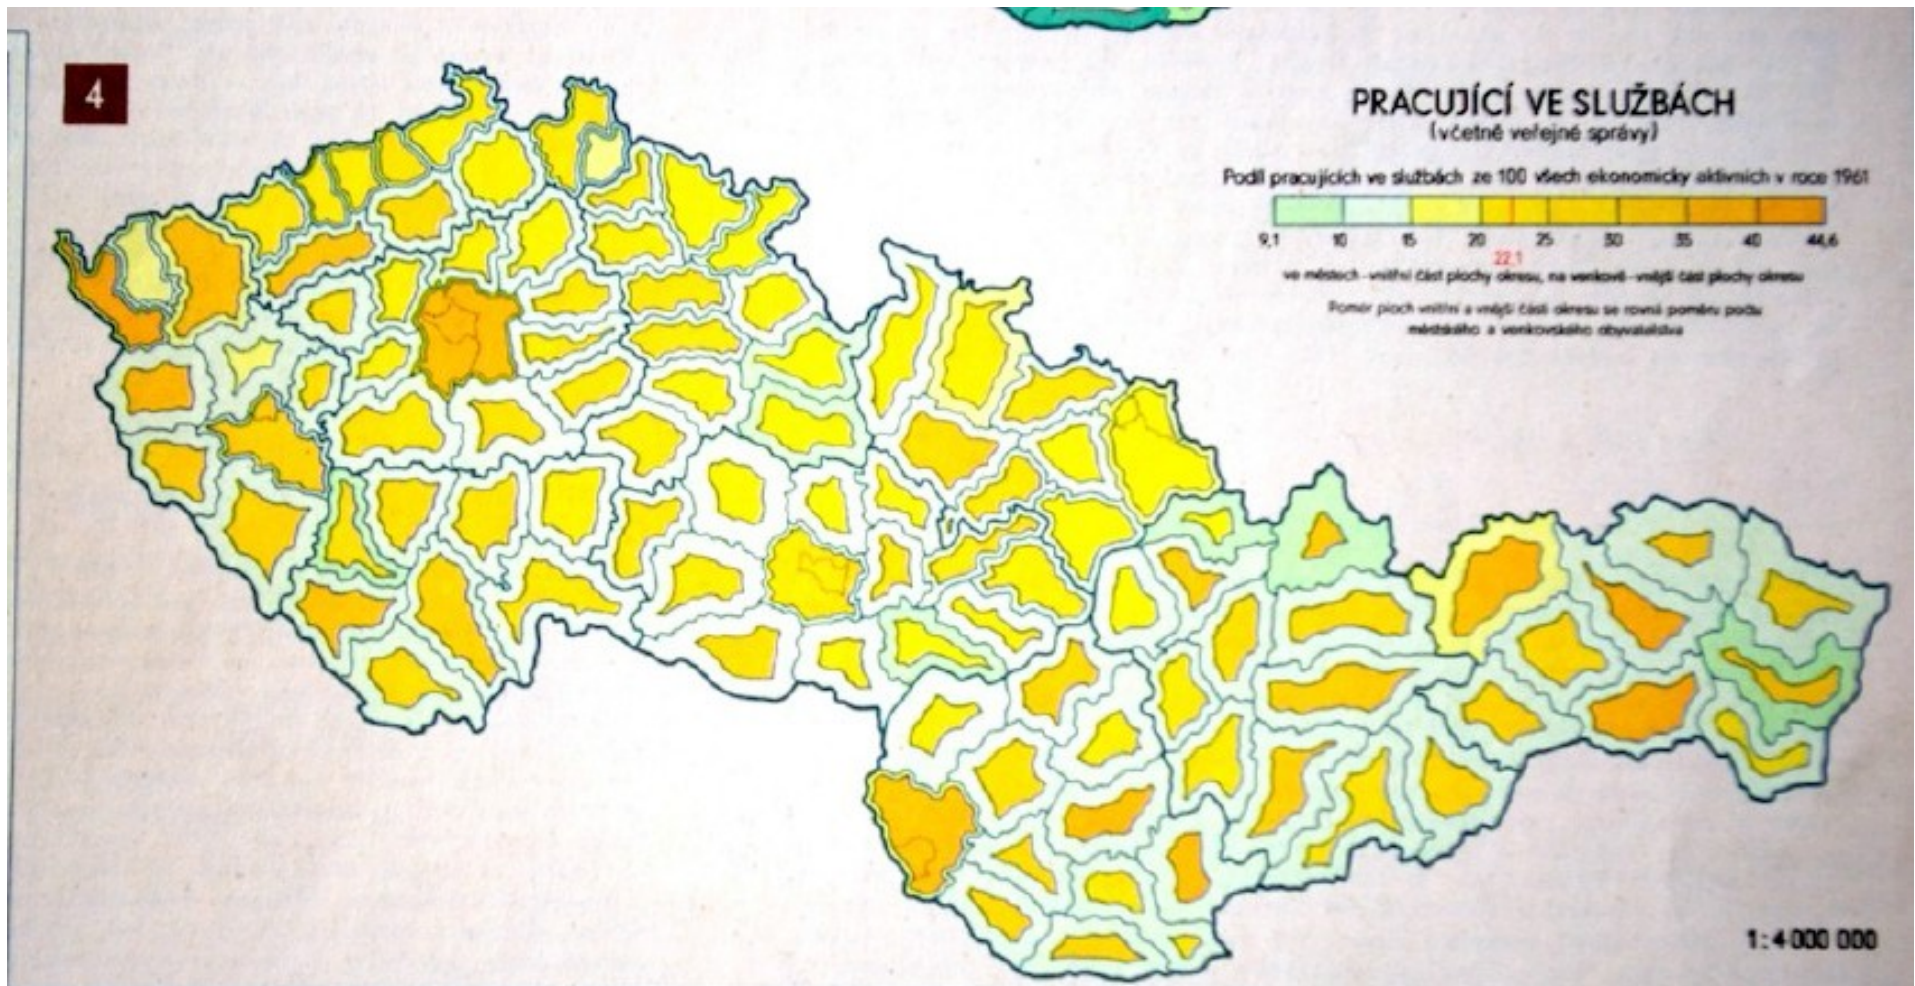 4
PRACUJÍCÍ VE SLUŽBÁCH
(včetně veřejné správy)
Podíl pracujících ve službách ze 100 všech ekonomicky aktivních v roce 1961
9,1 10 15 20 25 30 35 40 44,6
22,1
ve městech-vnitřní část plochy okresu, na venkově-vnější část plochy okresu
Poměr ploch vnitřní a vnější části okresu se rovná poměru počtu
městského a venkovského obyvatelstva
1:4 000 000